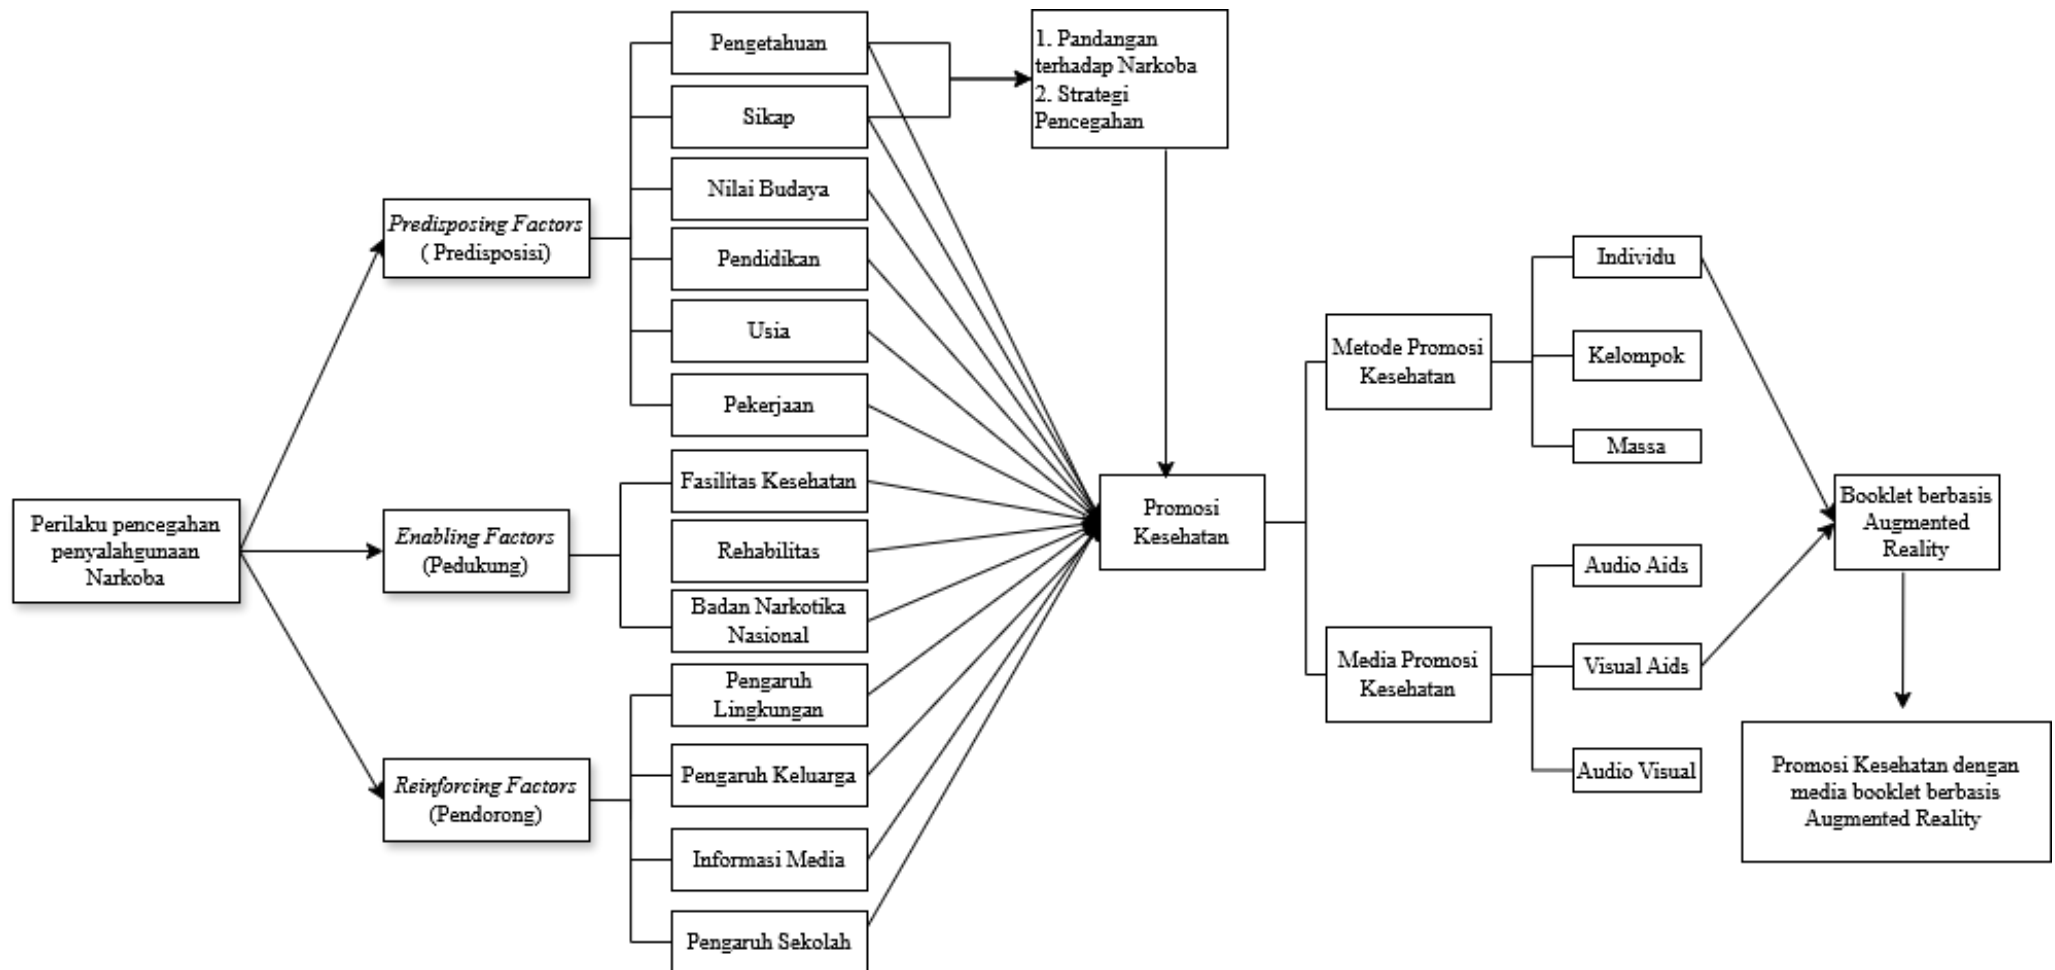 Perilaku pencegahan
penyalahgunaan
Narkoba
Predisposing Factors
( Predisposisi)
Enabling Factors
(Pedukung)
Reinforcing Factors
(Pendorong)
Pengetahuan
Sikap
Nilai Budaya
Pendidikan
Usia
Pekerjaan
Fasilitas Kesehatan
Rehabilitas
Badan Narkotika
Nasional
Pengaruh
Lingkungan
Pengaruh Keluarga
Informasi Media
Pengaruh Sekolah
1. Pandangan
terhadap Narkoba
2. Strategi
Pencegahan
Promosi
Kesehatan
Metode Promosi
Kesehatan
Media Promosi
Kesehatan
Individu
Kelompok
Massa
Audio Aids
Visual Aids
Audio Visual
Booklet berbasis
Augmented
Reality
Promosi Kesehatan dengan
media booklet berbasis
Augmented Reality